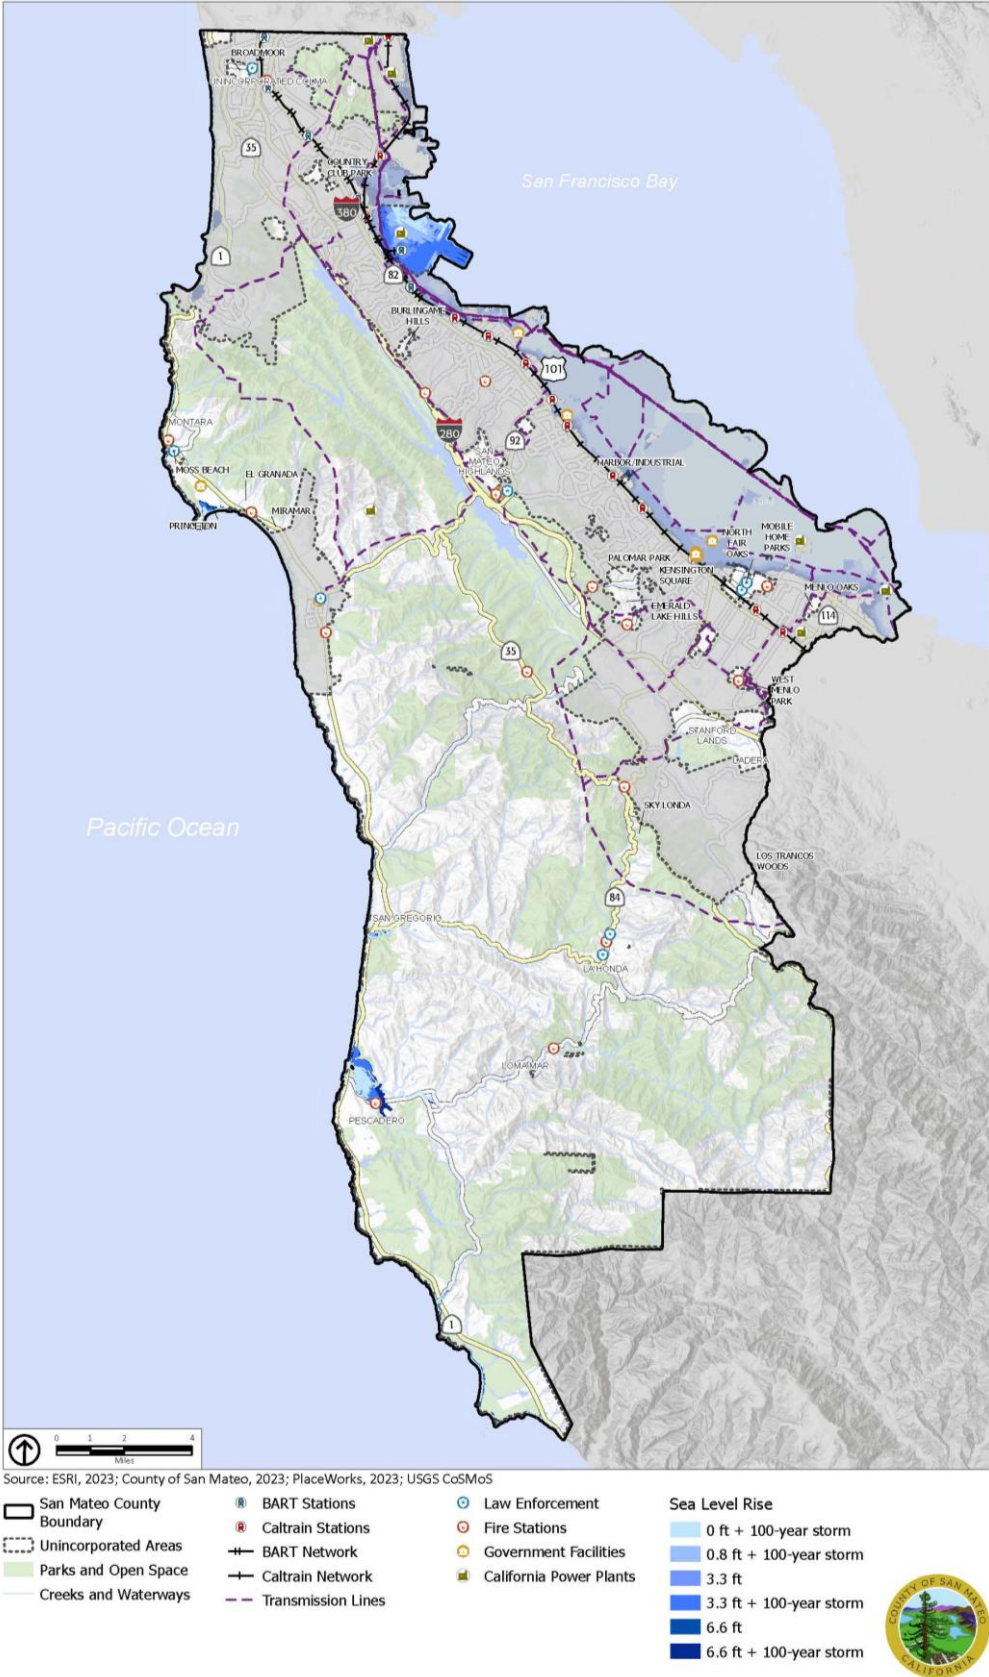 BROADMOOR
UNINCORPORATED COLMA
35
COUNTRY
CLUB PARK
San Francisco Bay
380
1
82
BURLINGAME
HILLS
101
MONTARA
280
92
SAN
MATEO
HIGHLANDS
HARBOR/INDUSTRIAL
MOSS BEACH
EL GRANADA
MIRAMAR
PRINCETON
NORTH
FAIR
OAKS
MOBILE
HOME
PARKS
PALOMAR PARK
KENSINGTON
SQUARE
MENLO OAKS
EMERALD
LAKE HILLS
114
35
WEST
MENLO
PARK
STANFORD
LANDS
LADERA
SKY LONDA
Pacific Ocean
LOS TRANCOS
WOODS
84
SAN GREGORIO
LA HONDA
LOMA MAR
PESCADERO
1
0 1 2 4
Miles
Source: ESRI, 2023; County of San Mateo, 2023; PlaceWorks, 2023; USGS CoSMoS
San Mateo County
Boundary
Unincorporated Areas
Parks and Open Space
Creeks and Waterways
BART Stations
Caltrain Stations
BART Network
Caltrain Network
Transmission Lines
Law Enforcement
Fire Stations
Government Facilities
California Power Plants
Sea Level Rise
0 ft + 100-year storm
0.8 ft + 100-year storm
3.3 ft
3.3 ft + 100-year storm
6.6 ft
6.6 ft + 100-year storm
COUNTY OF SAN MATEO
CALIFORNIA